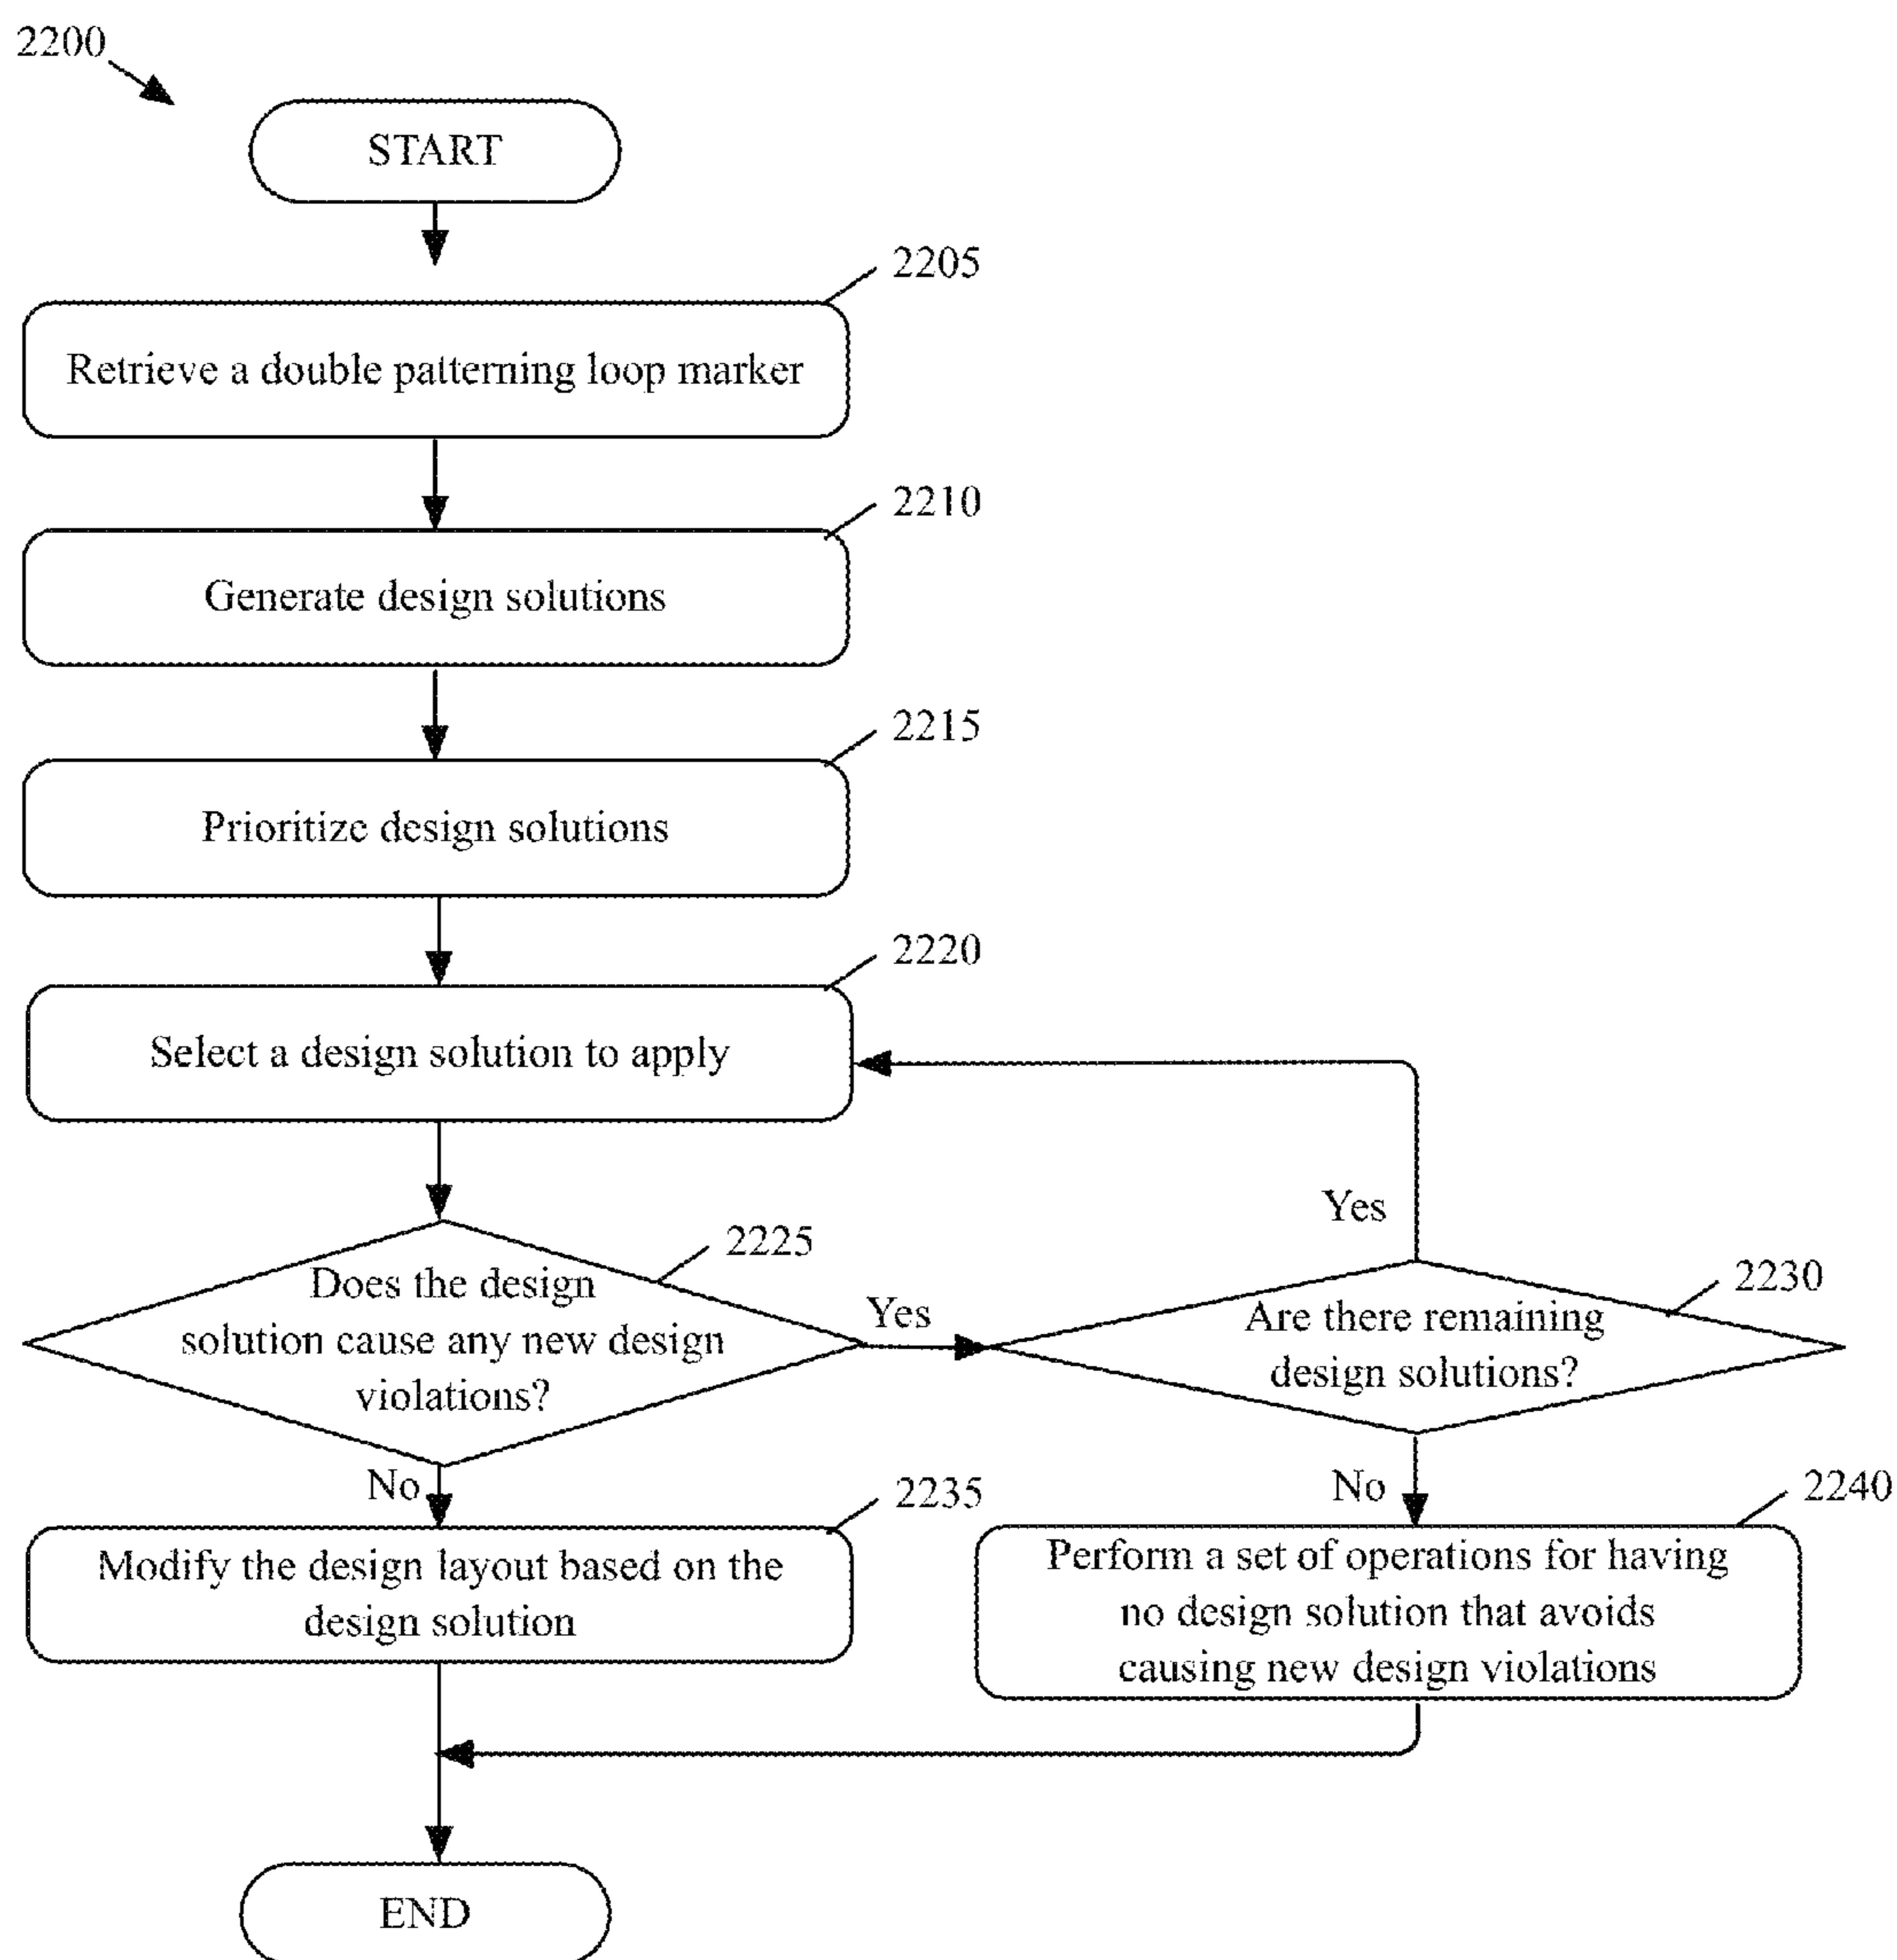 2200
START
2205
Retrieve a double patterning loop marker
2210
Generate design solutions
2215
Prioritize design solutions
2220
Select a design solution to apply
2225
Does the design
solution cause any new design
violations?
Yes
Yes
2230
Are there remaining
design solutions?
No
2235
Modify the design layout based on the
design solution
No
2240
Perform a set of operations for having
no design solution that avoids
causing new design violations
END